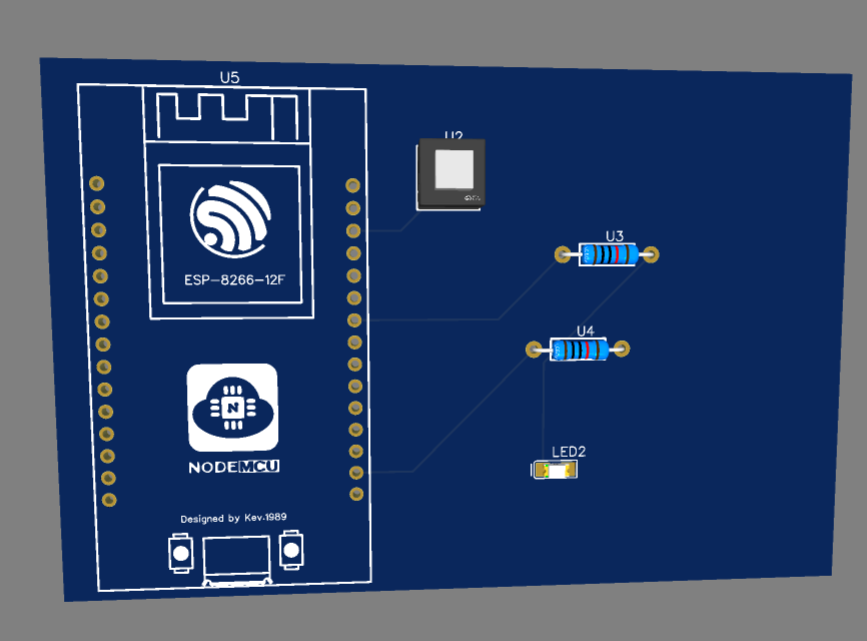 U5
U2
U3
ESP-8266-12F
U4
N
LED2
NODEMCU
Designed by Kev.1989